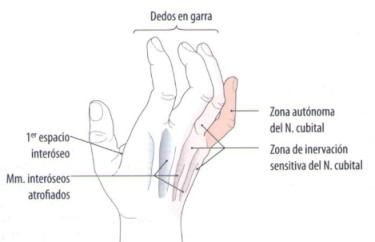 Dedos en garra
Zona autónoma
del N. cubital
1er espacio
interóseo
Zona de inervación
sensitiva del N. cubital
Mm. interóseos
atrofiados